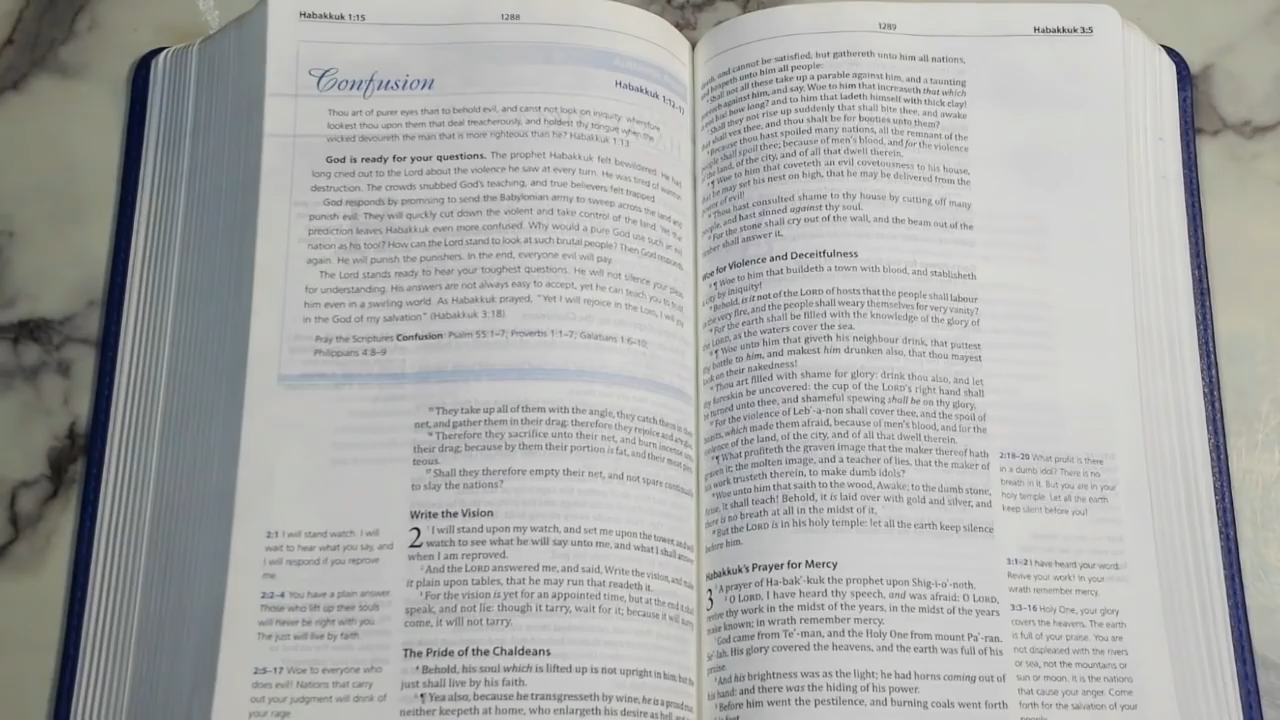 Habakkuk 1:15
1288
Confusion
Habakkuk 1:12-17
Thou art of purer eyes than to behold evil, and canst not look on iniquity: wherefore
lookest thou upon them that deal treacherously, and holdest thy tongue when the
wicked devoureth the man that is more righteous than he? Habakkuk 1:13
God is ready for your questions. The prophet Habakkuk felt bewildered. He had
long cried out to the Lord about the violence he saw at every turn. He was tired of wanton
destruction. The crowds snubbed God's teaching, and true believers felt trapped.
God responds by promising to send the Babylonian army to sweep across the land and
punish evil. They will quickly cut down the violent and take control of the land. Yet the
prediction leaves Habakkuk even more confused. Why would a pure God use such an evil
nation as his tool? How can the Lord stand to look at such brutal people? Then God responds
again. He will punish the punishers. In the end, everyone evil will pay.
The Lord stands ready to hear your toughest questions. He will not silence your pleas
for understanding. His answers are not always easy to accept, yet he can teach you to trust
him even in a swirling world. As Habakkuk prayed, "Yet I will rejoice in the LORD, I will joy
in the God of my salvation" (Habakkuk 3:18).
Pray the Scriptures Confusion: Psalm 55:1-7; Proverbs 1:1-7; Galatians 1:6-10;
Philippians 4:8-9
15 They take up all of them with the angle, they catch them in their
net, and gather them in their drag: therefore they rejoice and are glad.
16 Therefore they sacrifice unto their net, and burn incense unto
their drag; because by them their portion is fat, and their meat plen-
teous.
17 Shall they therefore empty their net, and not spare continually
to slay the nations?
Write the Vision
2 1 I will stand upon my watch, and set me upon the tower, and will
watch to see what he will say unto me, and what I shall answer
when I am reproved.
2 And the LORD answered me, and said, Write the vision, and make
it plain upon tables, that he may run that readeth it.
3 For the vision is yet for an appointed time, but at the end it shall
speak, and not lie: though it tarry, wait for it; because it will surely
come, it will not tarry.
The Pride of the Chaldeans
4 Behold, his soul which is lifted up is not upright in him: but the
just shall live by his faith.
5 ¶ Yea also, because he transgresseth by wine, he is a proud man,
neither keepeth at home, who enlargeth his desire as hell, and
2:1 I will stand watch. I will
wait to hear what you say, and
I will respond if you reprove
me.
2:2-4 You have a plain answer.
Those who lift up their souls
will never be right with you.
The just will live by faith.
2:5-17 Woe to everyone who
does evil! Nations that carry
out your judgment will drink of
your rage
1289
Habakkuk 3:5
death, and cannot be satisfied, but gathereth unto him all nations,
and heapeth unto him all people:
Shall not all these take up a parable against him, and a taunting
proverb against him, and say, Woe to him that increaseth that which
is not his! how long? and to him that ladeth himself with thick clay!
Shall they not rise up suddenly that shall bite thee, and awake
that shall vex thee, and thou shalt be for booties unto them?
Because thou hast spoiled many nations, all the remnant of the
people shall spoil thee; because of men's blood, and for the violence
of the land, of the city, and of all that dwell therein.
¶ Woe to him that coveteth an evil covetousness to his house,
that he may set his nest on high, that he may be delivered from the
power of evil!
Thou hast consulted shame to thy house by cutting off many
people, and hast sinned against thy soul.
For the stone shall cry out of the wall, and the beam out of the
timber shall answer it.
Woe for Violence and Deceitfulness
¶ Woe to him that buildeth a town with blood, and stablisheth
a city by iniquity!
Behold, is it not of the LORD of hosts that the people shall labour
in the very fire, and the people shall weary themselves for very vanity?
For the earth shall be filled with the knowledge of the glory of
the LORD, as the waters cover the sea.
¶ Woe unto him that giveth his neighbour drink, that puttest
thy bottle to him, and makest him drunken also, that thou mayest
look on their nakedness!
Thou art filled with shame for glory: drink thou also, and let
thy foreskin be uncovered: the cup of the LORD's right hand shall
be turned unto thee, and shameful spewing shall be on thy glory.
For the violence of Leb'-a-non shall cover thee, and the spoil of
beasts, which made them afraid, because of men's blood, and for the
violence of the land, of the city, and of all that dwell therein.
¶ What profiteth the graven image that the maker thereof hath
graven it; the molten image, and a teacher of lies, that the maker of
his work trusteth therein, to make dumb idols?
Woe unto him that saith to the wood, Awake; to the dumb stone,
Arise, it shall teach! Behold, it is laid over with gold and silver, and
there is no breath at all in the midst of it.
But the LORD is in his holy temple: let all the earth keep silence
before him.
Habakkuk's Prayer for Mercy
3 1 A prayer of Ha-bak'-kuk the prophet upon Shig-i-o'-noth.
2 O LORD, I have heard thy speech, and was afraid: O LORD,
revive thy work in the midst of the years, in the midst of the years
make known; in wrath remember mercy.
God came from Te'-man, and the Holy One from mount Pa'-ran.
Se'-lah. His glory covered the heavens, and the earth was full of his
praise.
And his brightness was as the light; he had horns coming out of
his hand: and there was the hiding of his power.
Before him went the pestilence, and burning coals went forth
2:18-20 What profit is there
in a dumb idol? There is no
breath in it. But you are in your
holy temple. Let all the earth
keep silent before you!
3:1-2 I have heard your word.
Revive your work! In your
wrath remember mercy.
3:3-16 Holy One, your glory
covers the heavens. The earth
is full of your praise. You are
not displeased with the rivers
or sea, not the mountains or
sun or moon. It is the nations
that cause your anger. Come
forth for the salvation of your